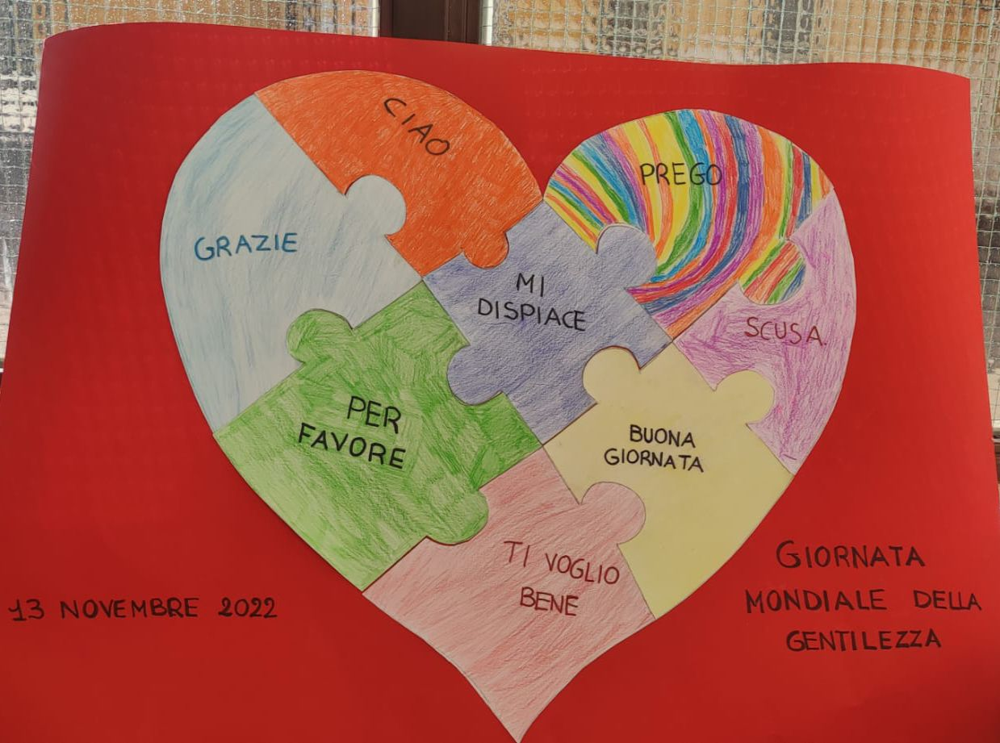 CIAO
PREGO
GRAZIE
MI
DISPIACE
SCUSA
PER
FAVORE
BUONA
GIORNATA
TI VOGLIO
BENE
13 NOVEMBRE 2022
GIORNATA
MONDIALE DELLA
GENTILEZZA